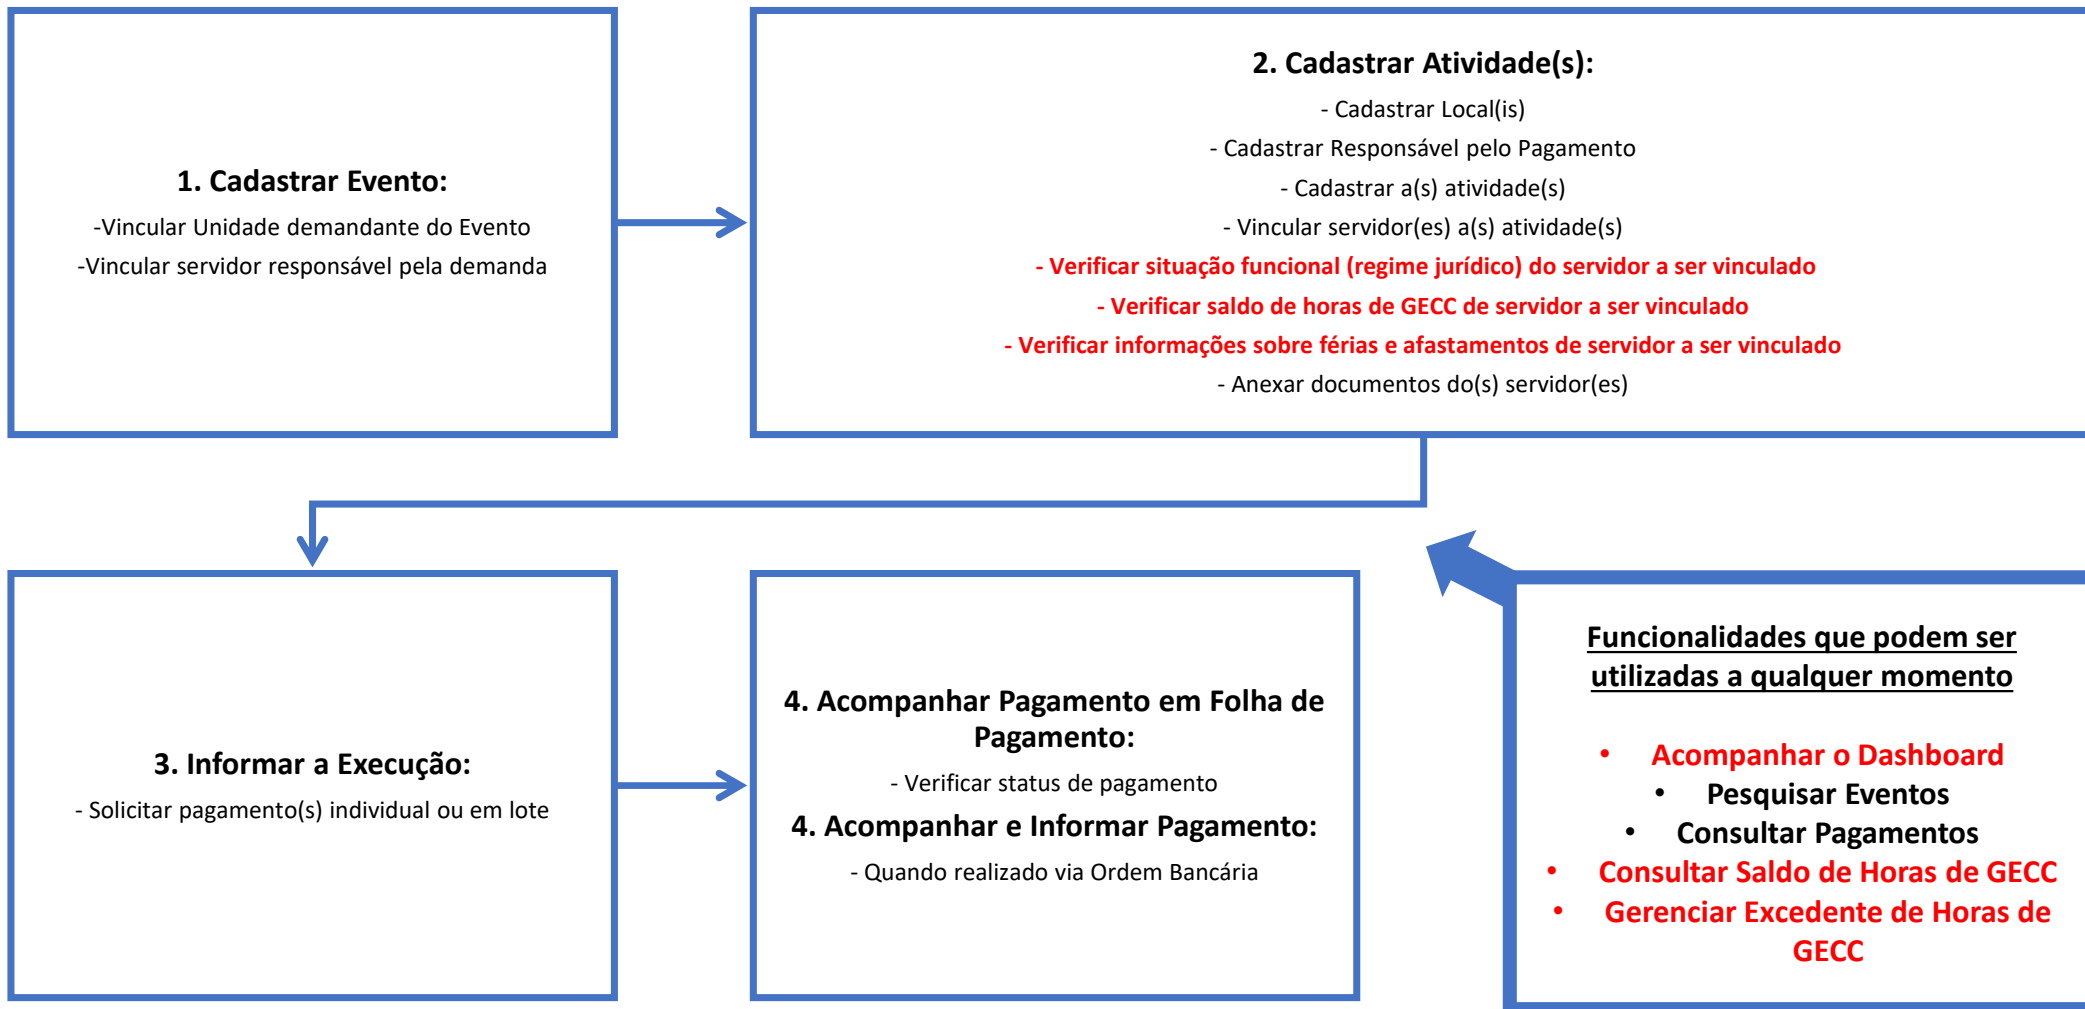 1. Cadastrar Evento:
-Vincular Unidade demandante do Evento
-Vincular servidor responsável pela demanda
2. Cadastrar Atividade(s):
- Cadastrar Local(is)
- Cadastrar Responsável pelo Pagamento
- Cadastrar a(s) atividade(s)
- Vincular servidor(es) a(s) atividade(s)
- Verificar situação funcional (regime jurídico) do servidor a ser vinculado
- Verificar saldo de horas de GECC de servidor a ser vinculado
- Verificar informações sobre férias e afastamentos de servidor a ser vinculado
- Anexar documentos do(s) servidor(es)
3. Informar a Execução:
- Solicitar pagamento(s) individual ou em lote
4. Acompanhar Pagamento em Folha de
Pagamento:
- Verificar status de pagamento
4. Acompanhar e Informar Pagamento:
- Quando realizado via Ordem Bancária
Funcionalidades que podem ser
utilizadas a qualquer momento
• Acompanhar o Dashboard
• Pesquisar Eventos
• Consultar Pagamentos
• Consultar Saldo de Horas de GECC
• Gerenciar Excedente de Horas de
GECC